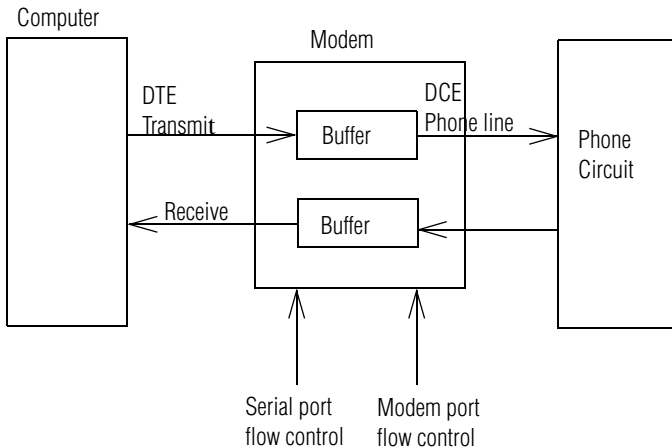 Computer
Modem
DTE
Transmit
DCE
Phone line
Buffer
Phone
Circuit
Receive
Buffer
Serial port
flow control
Modem port
flow control